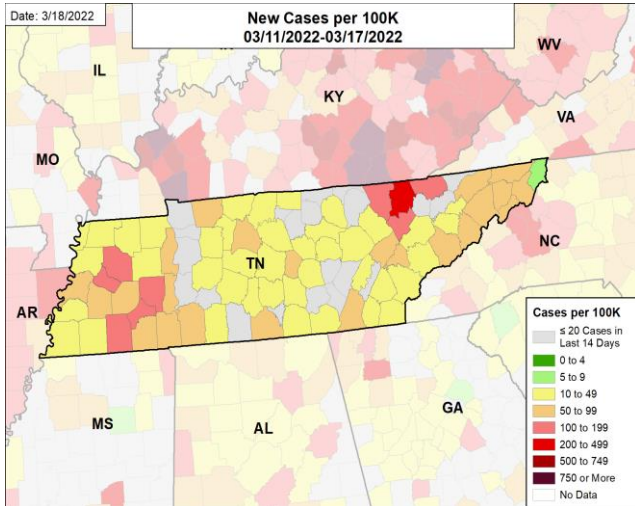 Date: 3/18/2022
New Cases per 100K
03/11/2022-03/17/2022
IL
WV
KY
VA
MO
TN
NC
AR
MS
AL
GA
Cases per 100K
≤ 20 Cases in
Last 14 Days
0 to 4
5 to 9
10 to 49
50 to 99
100 to 199
200 to 499
500 to 749
750 or More
No Data